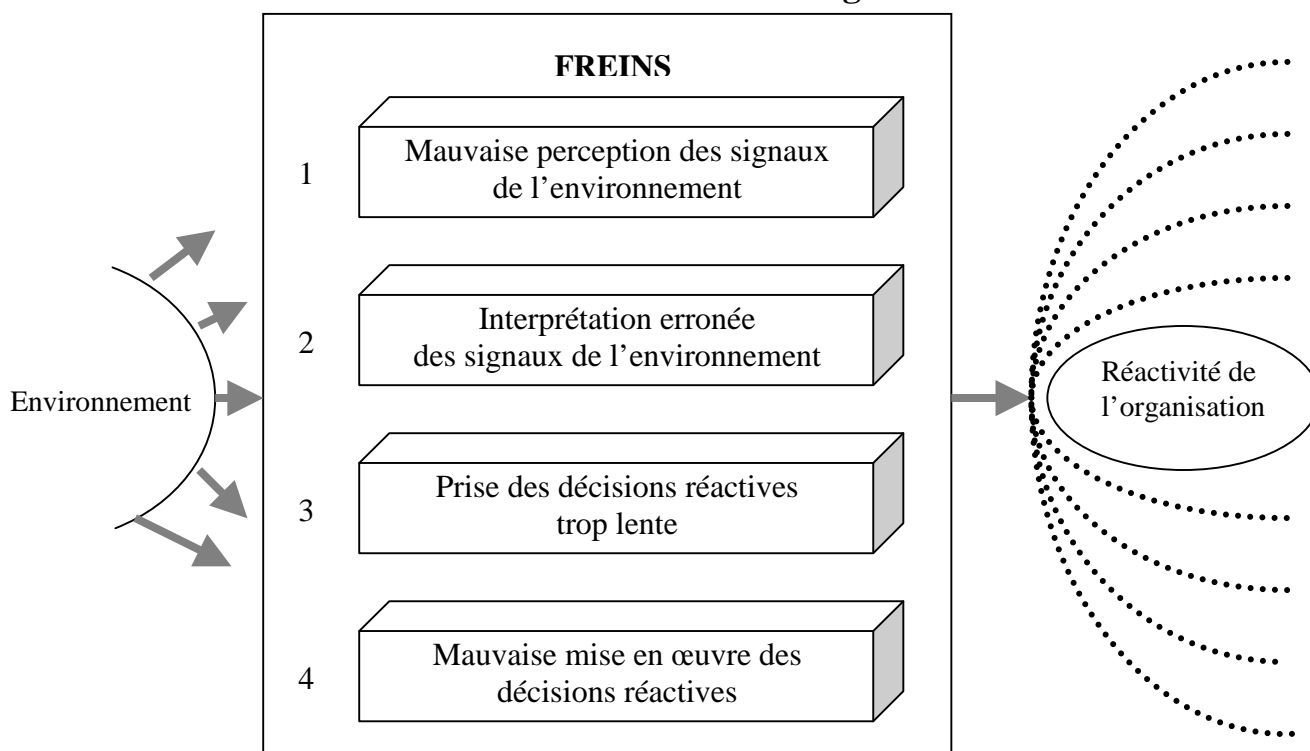 FREINS
1
Mauvaise perception des signaux
de l’environnement
2
Interprétation erronée
des signaux de l’environnement
Environnement
Réactivité de
l’organisation
3
Prise des décisions réactives
trop lente
4
Mauvaise mise en œuvre des
décisions réactives